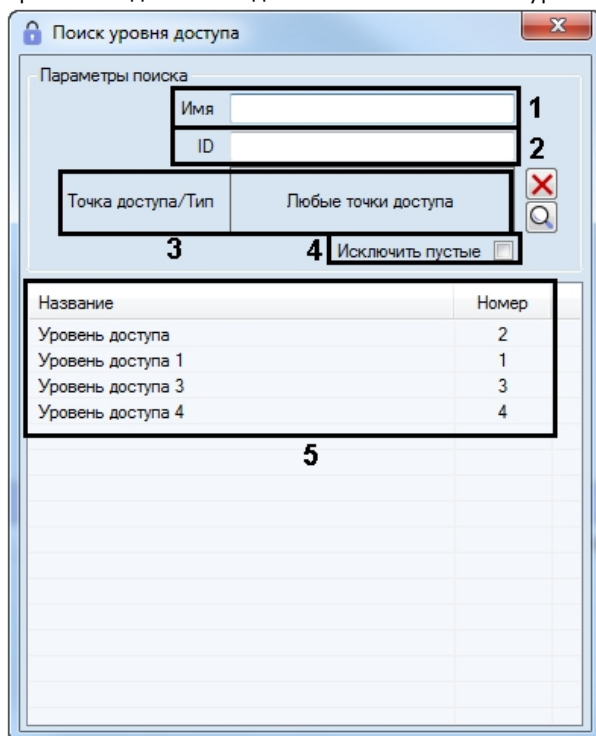 Поиск уровня доступа
Параметры поиска
Имя
1
ID
2
Точка доступа/Тип Любые точки доступа
3
4 Исключить пустые
Название Номер
Уровень доступа 2
Уровень доступа 1 1
Уровень доступа 3 3
Уровень доступа 4 4
5